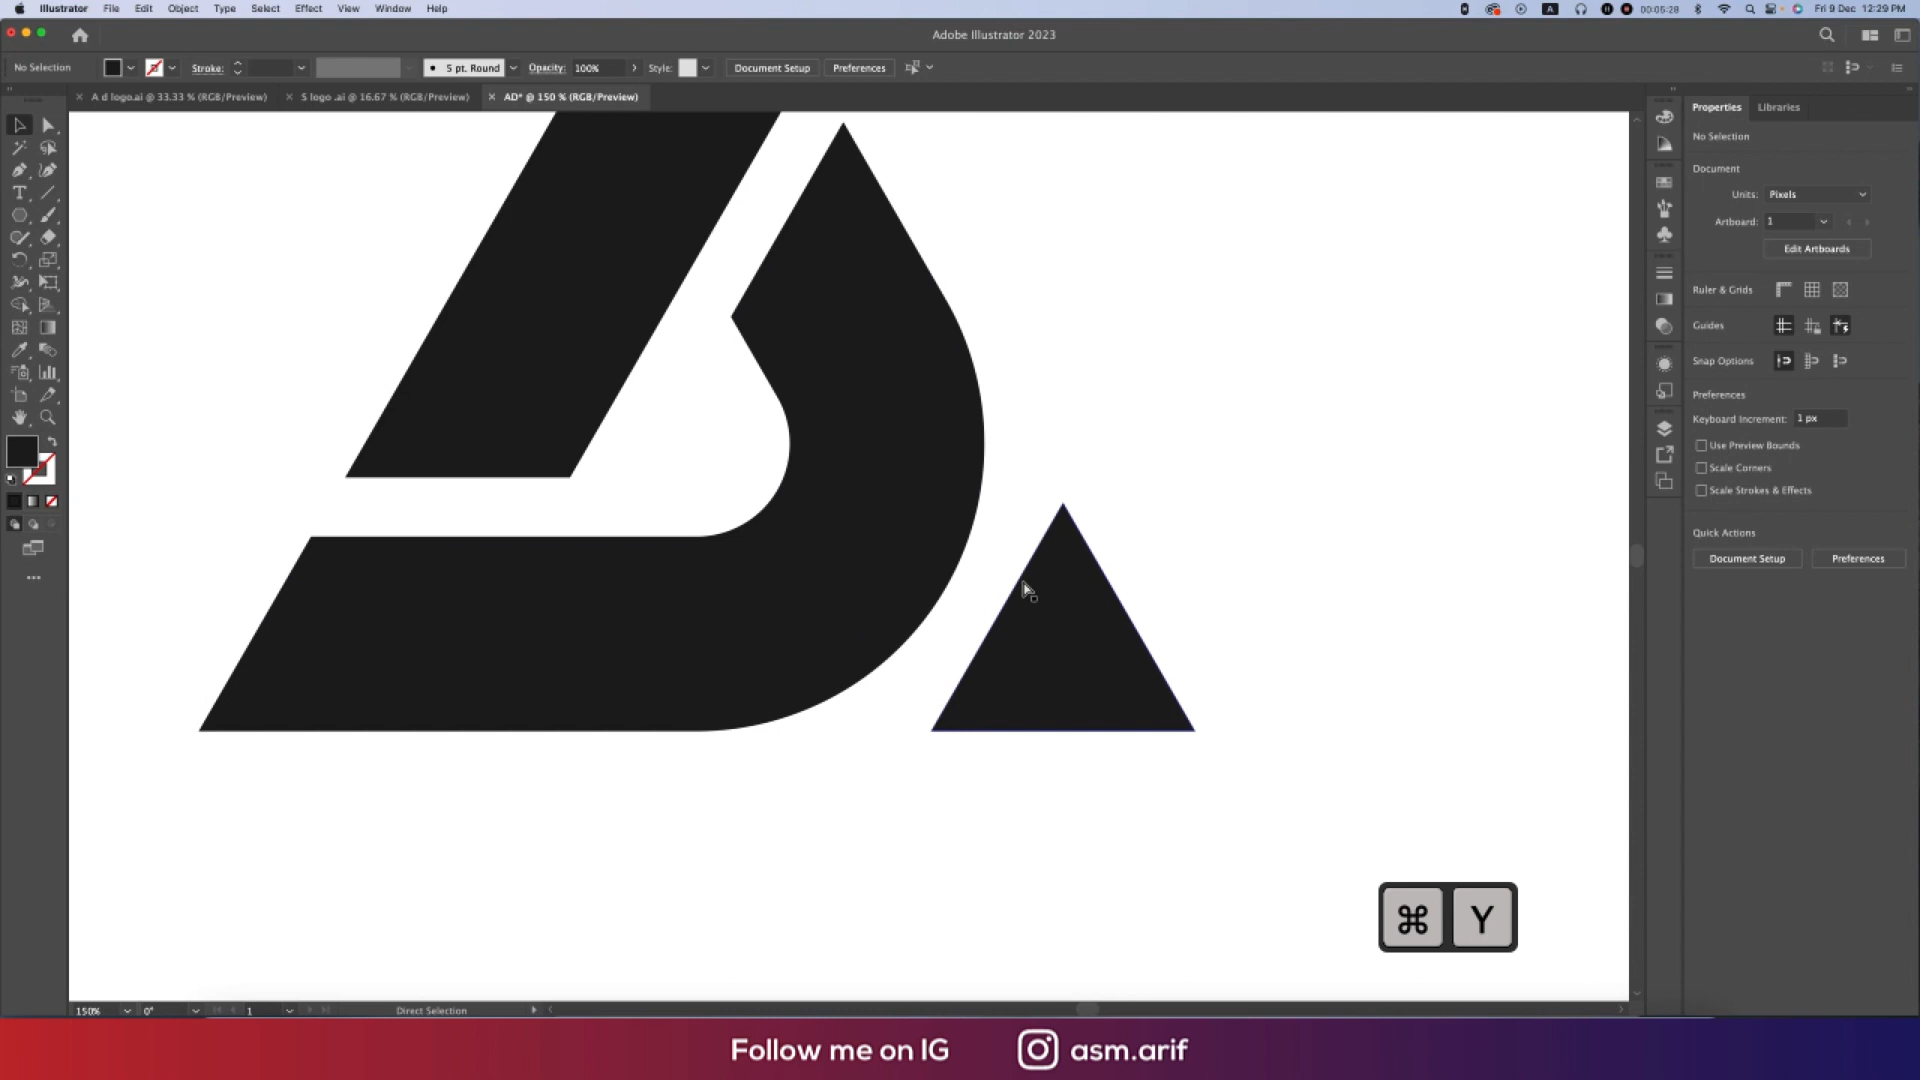 Illustrator File Edit Object Type Select Effect View Window Help
A 00:05:28 Fri 9 Dec 12:29 PM
Adobe Illustrator 2023
No Selection Stroke: 5 pt. Round Opacity: 100% Style: Document Setup Preferences
A d logo.ai @ 33.33 % (RGB/Preview) S logo .ai @ 16.67 % (RGB/Preview) AD* @ 150 % (RGB/Preview)
Properties Libraries
No Selection
Document
Units: Pixels
Artboard: 1
Edit Artboards
Ruler & Grids
Guides
Snap Options
Preferences
Keyboard Increment: 1 px
Use Preview Bounds
Scale Corners
Scale Strokes & Effects
Quick Actions
Document Setup Preferences
⌘ Y
150% 0° 1 Direct Selection
Follow me on IG asm.arif